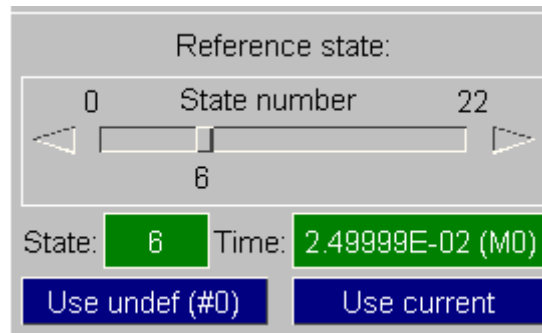 Reference state:
0 State number 22
6
State: 6 Time: 2.49999E-02 (M0)
Use undef (#0) Use current